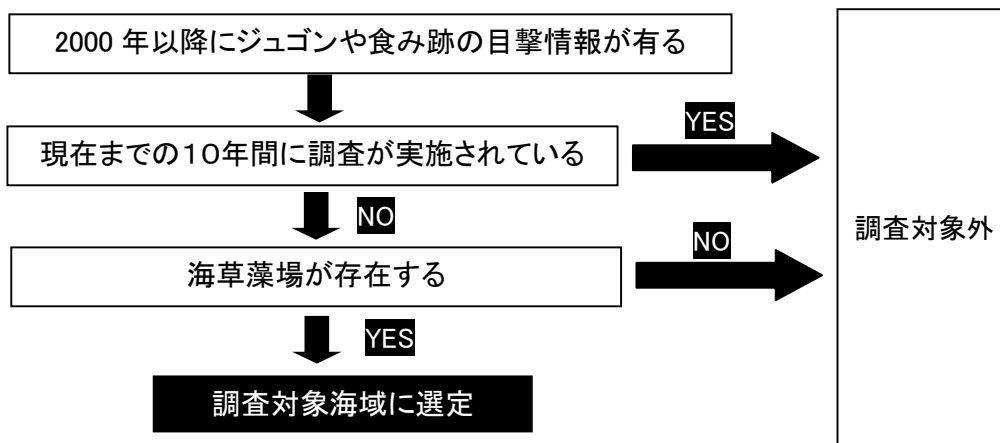 2000 年以降にジュゴンや食み跡の目撃情報が有る
YES
現在までの１０年間に調査が実施されている
NO
NO
調査対象外
海草藻場が存在する
YES
調査対象海域に選定